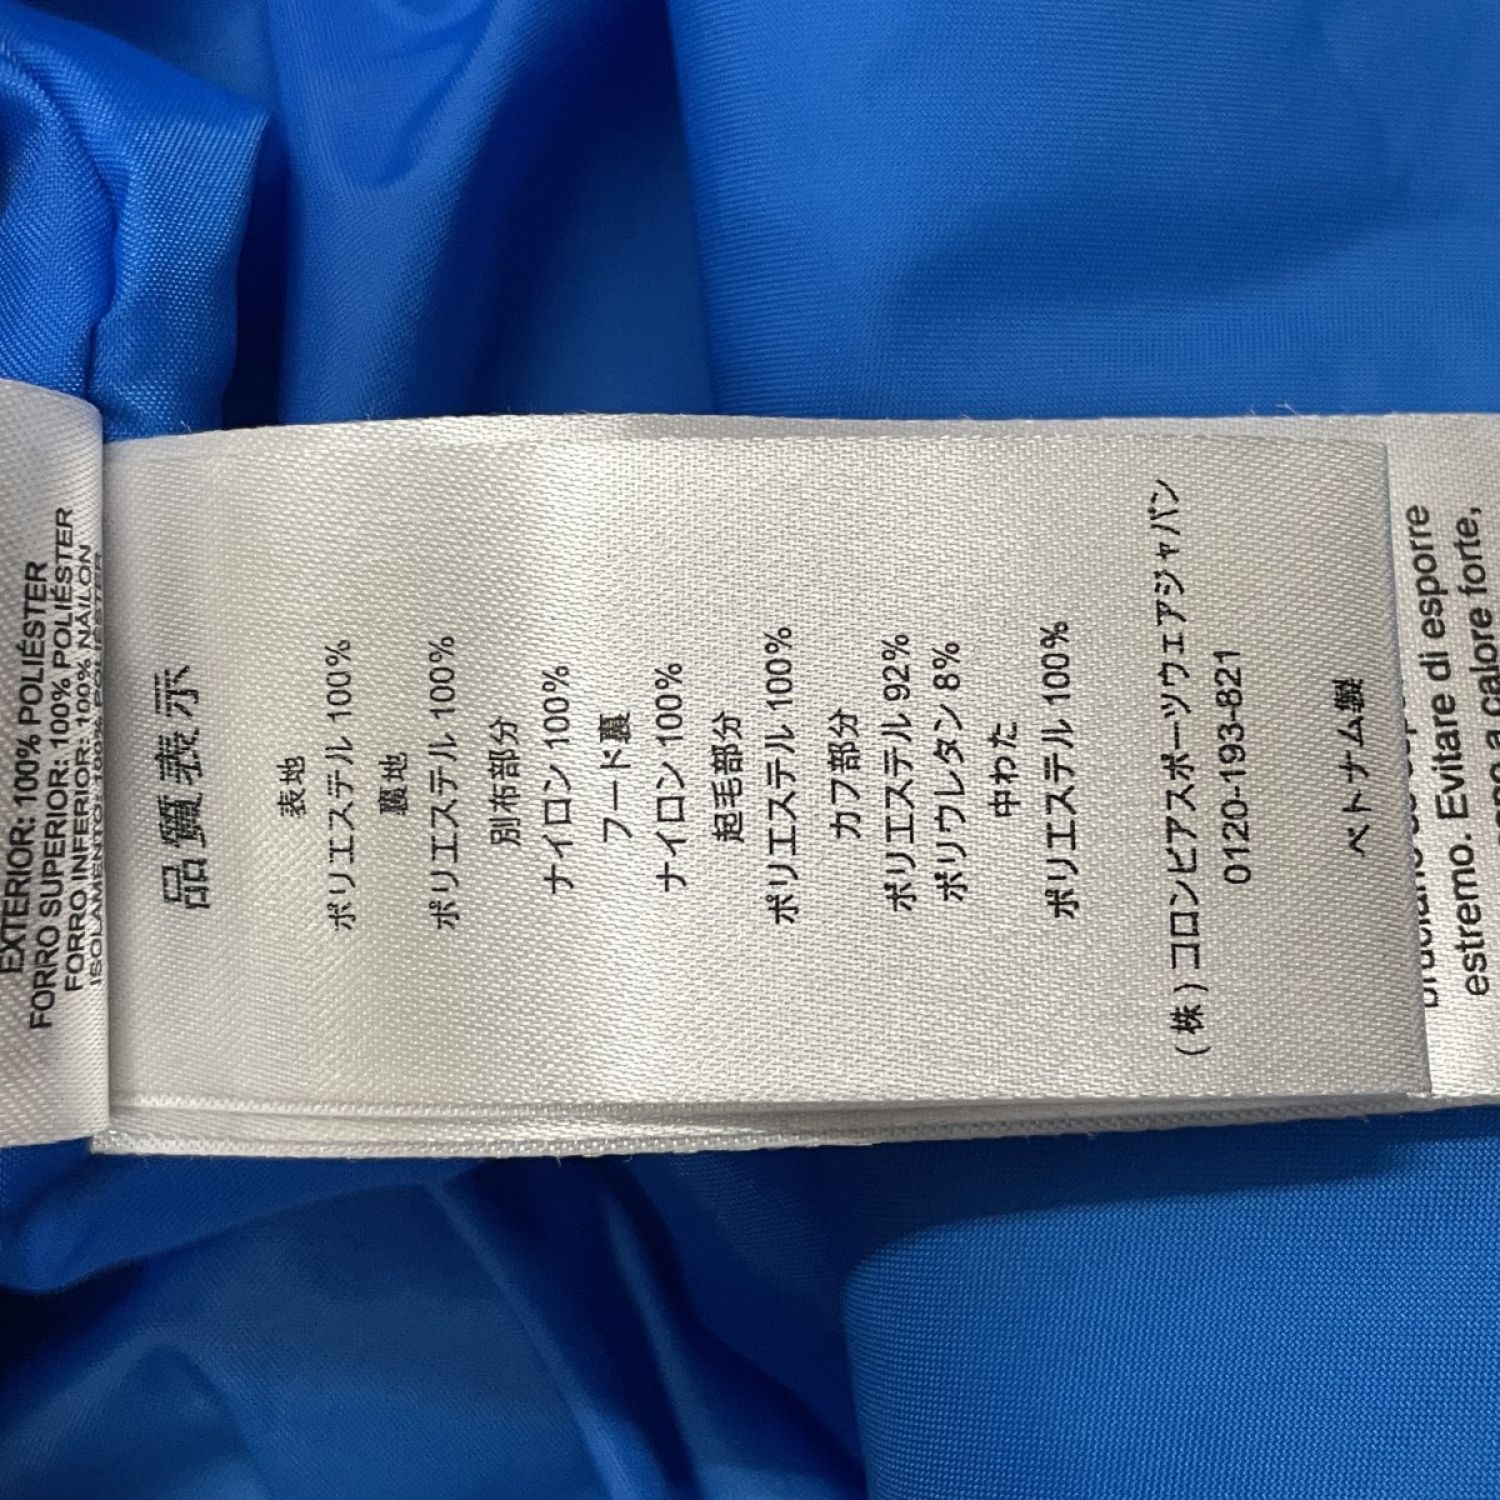 EXTERIOR: 100% POLIÉSTER
FORRO SUPERIOR: 100% POLIÉSTER
FORRO INFERIOR: 100% NÁILON
ISOLAMENTO: 100% POLIÉSTER
品質表示
表地
ポリエステル 100%
裏地
ポリエステル 100%
別布部分
ナイロン 100%
フード裏
ナイロン 100%
起毛部分
ポリエステル 100%
カフ部分
ポリエステル 92%
ポリウレタン 8%
中わた
ポリエステル 100%
(株)コロンビアスポーツウェアジャパン
0120-193-821
ベトナム製
estremo. Evitare di esporre
a calore forte,